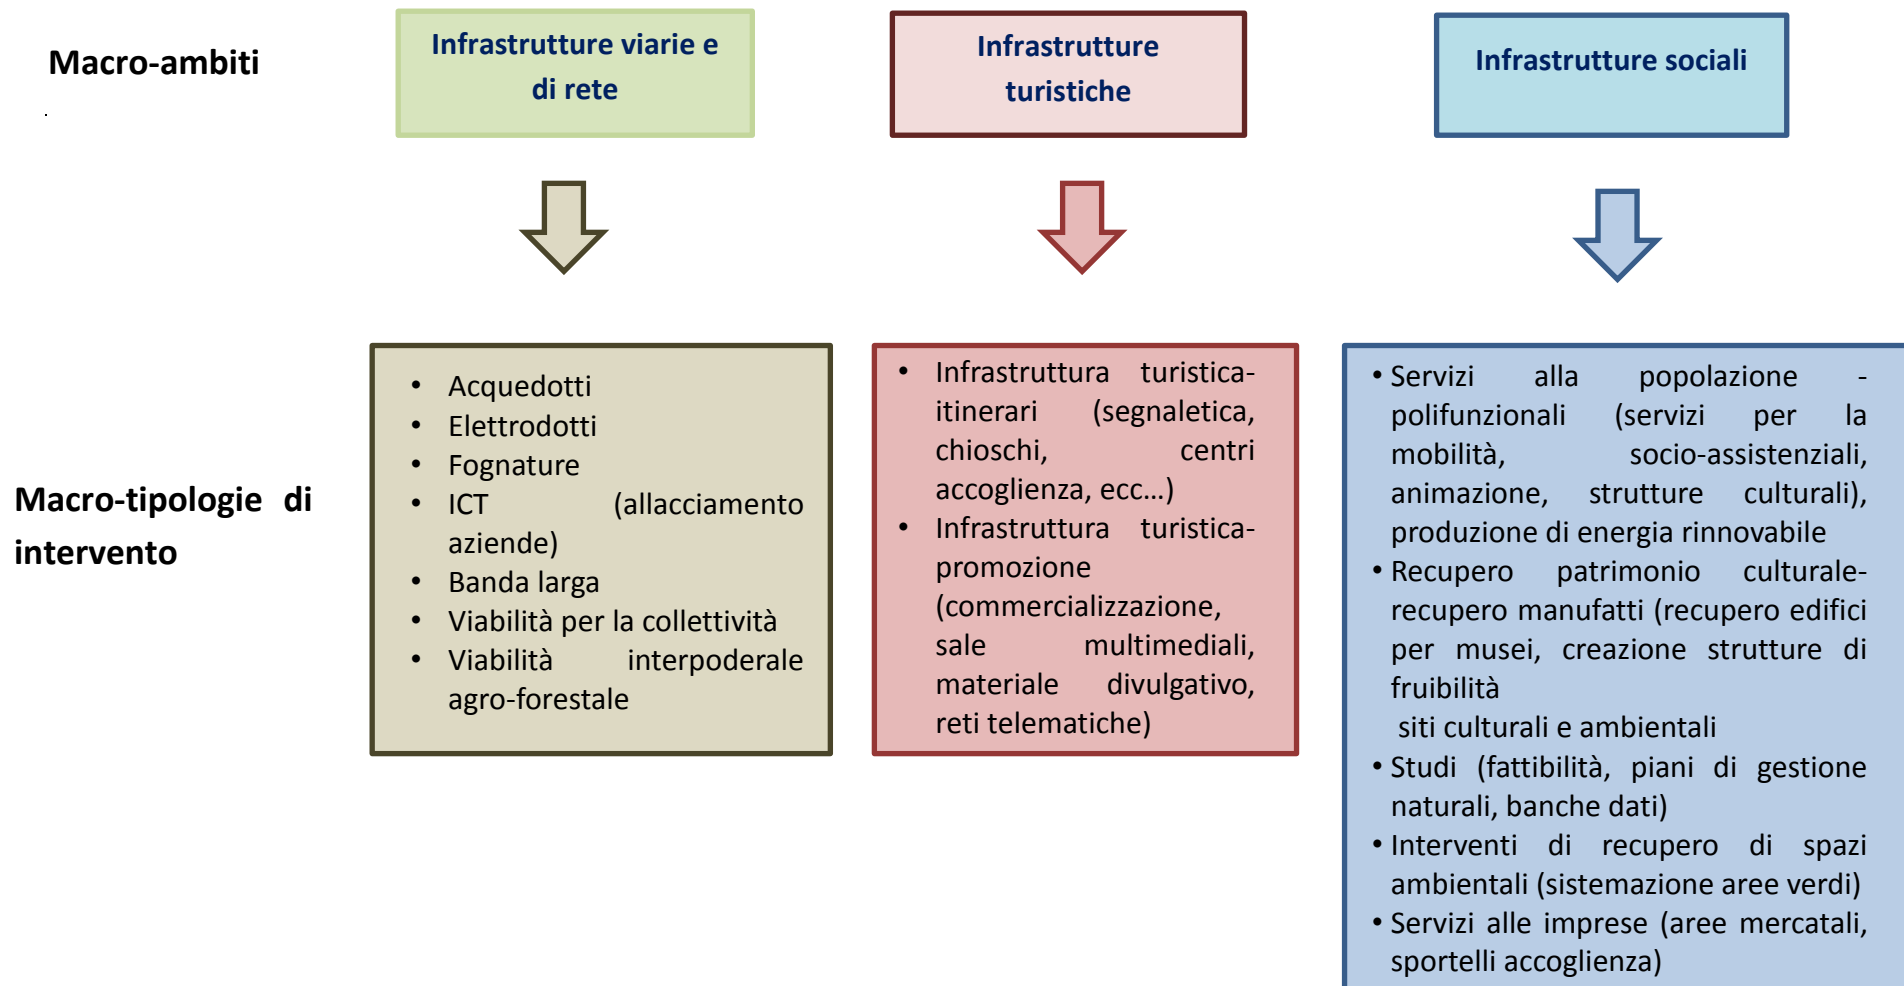 Macro-ambiti
.
Infrastrutture viarie e
di rete
Infrastrutture
turistiche
Infrastrutture sociali
Macro-tipologie di
intervento
• Acquedotti
• Elettrodotti
• Fognature
• ICT (allacciamento
aziende)
• Banda larga
• Viabilità per la collettività
• Viabilità interpoderale
agro-forestale
• Infrastruttura turistica-
itinerari (segnaletica,
chioschi, centri
accoglienza, ecc...)
• Infrastruttura turistica-
promozione
(commercializzazione,
sale multimediali,
materiale divulgativo,
reti telematiche)
• Servizi alla popolazione -
polifunzionali (servizi per la
mobilità, socio-assistenziali,
animazione, strutture culturali),
produzione di energia rinnovabile
• Recupero patrimonio culturale-
recupero manufatti (recupero edifici
per musei, creazione strutture di
fruibilità
siti culturali e ambientali
• Studi (fattibilità, piani di gestione
naturali, banche dati)
• Interventi di recupero di spazi
ambientali (sistemazione aree verdi)
• Servizi alle imprese (aree mercatali,
sportelli accoglienza)